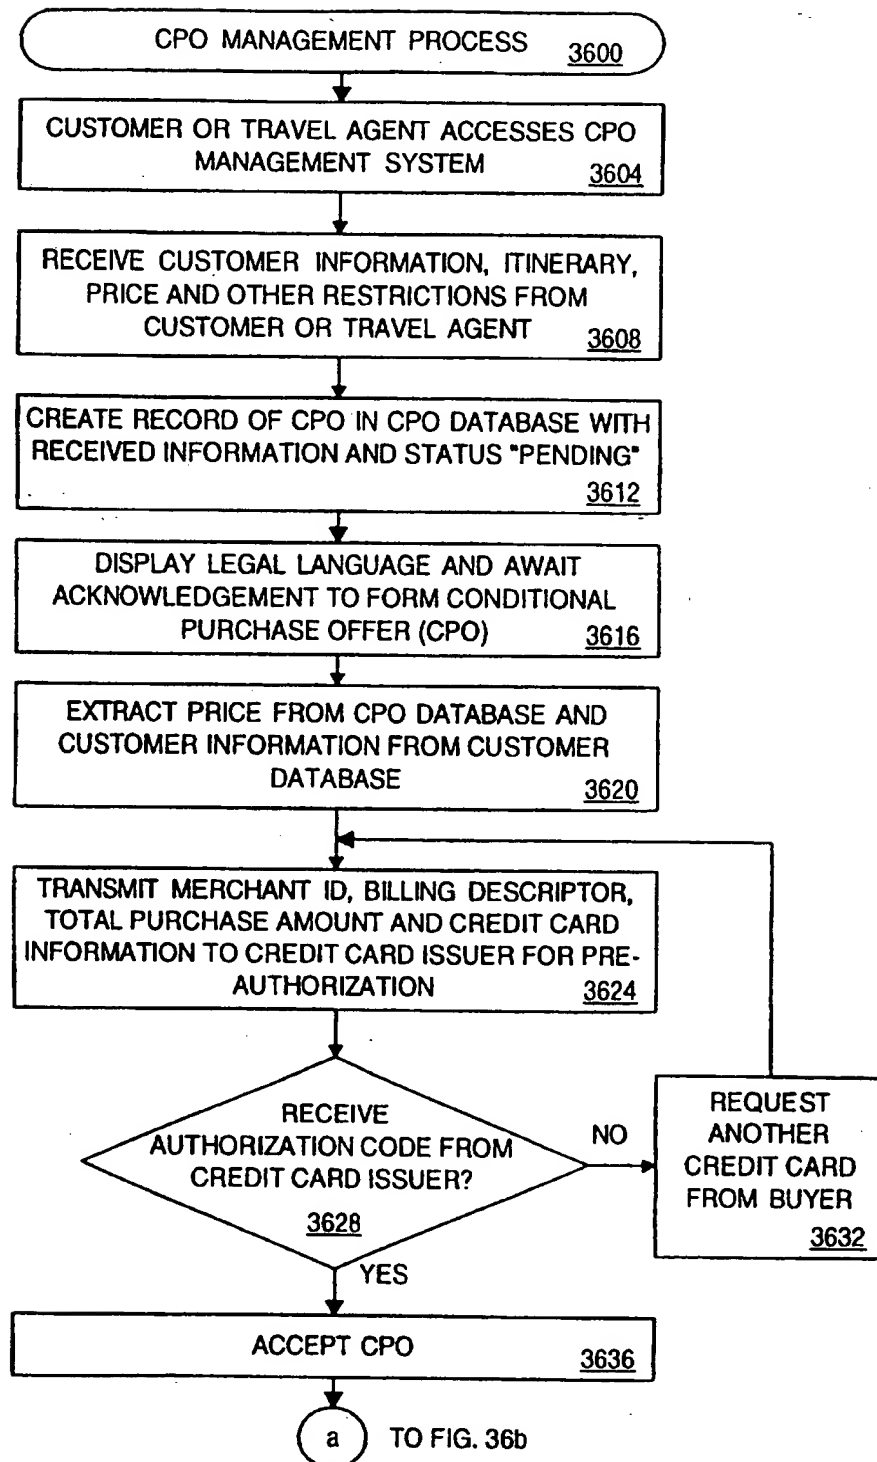 CPO MANAGEMENT PROCESS 3600
CUSTOMER OR TRAVEL AGENT ACCESSES CPO
MANAGEMENT SYSTEM 3604
RECEIVE CUSTOMER INFORMATION, ITINERARY,
PRICE AND OTHER RESTRICTIONS FROM
CUSTOMER OR TRAVEL AGENT 3608
CREATE RECORD OF CPO IN CPO DATABASE WITH
RECEIVED INFORMATION AND STATUS "PENDING"
3612
DISPLAY LEGAL LANGUAGE AND AWAIT
ACKNOWLEDGEMENT TO FORM CONDITIONAL
PURCHASE OFFER (CPO) 3616
EXTRACT PRICE FROM CPO DATABASE AND
CUSTOMER INFORMATION FROM CUSTOMER
DATABASE 3620
TRANSMIT MERCHANT ID, BILLING DESCRIPTOR,
TOTAL PURCHASE AMOUNT AND CREDIT CARD
INFORMATION TO CREDIT CARD ISSUER FOR PRE-
AUTHORIZATION 3624
RECEIVE
AUTHORIZATION CODE FROM
CREDIT CARD ISSUER?
3628
NO
REQUEST
ANOTHER
CREDIT CARD
FROM BUYER
3632
YES
ACCEPT CPO 3636
a TO FIG. 36b